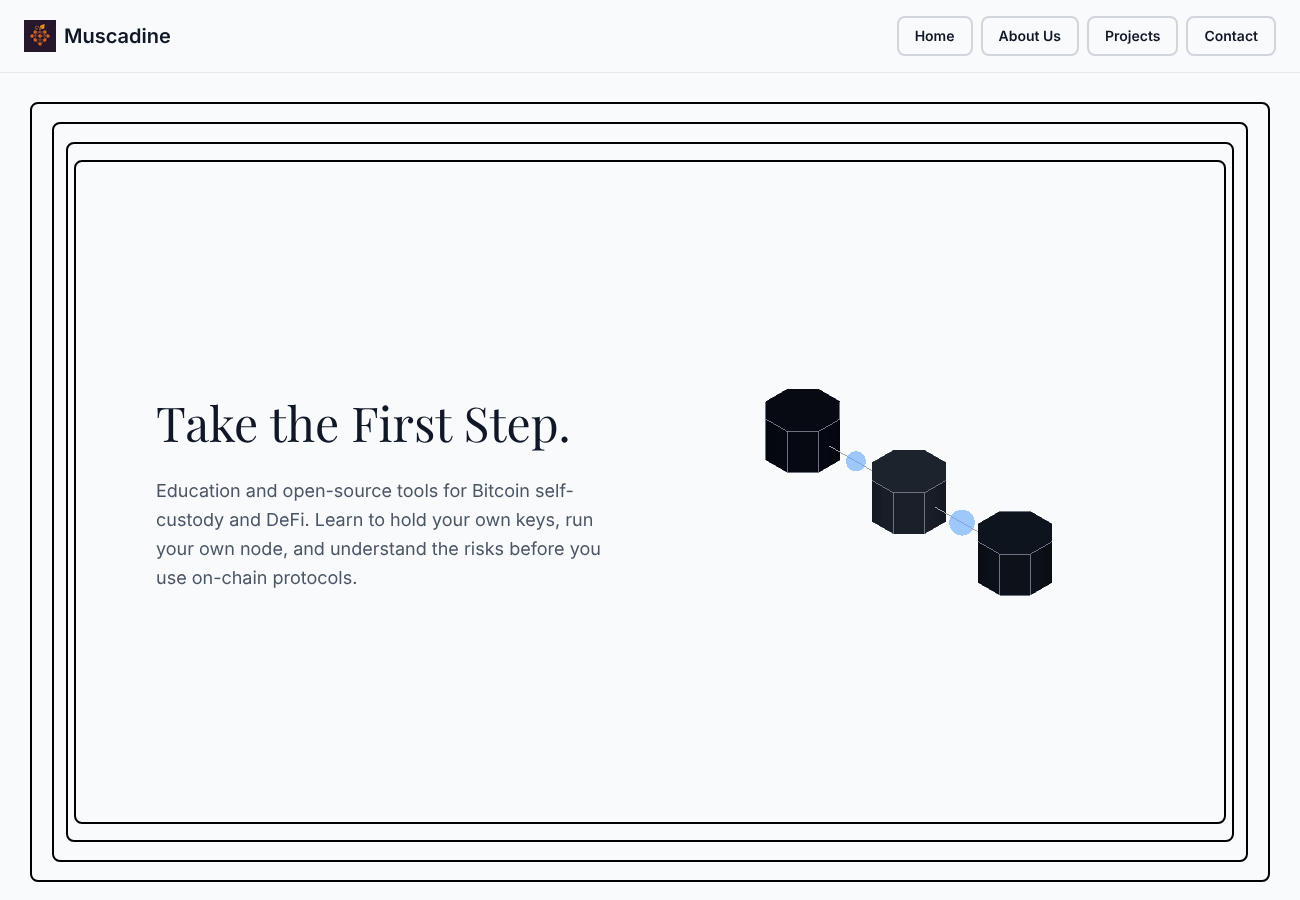 Muscadine
Home
About Us
Projects
Contact
Take the First Step.
Education and open-source tools for Bitcoin self-
custody and DeFi. Learn to hold your own keys, run
your own node, and understand the risks before you
use on-chain protocols.